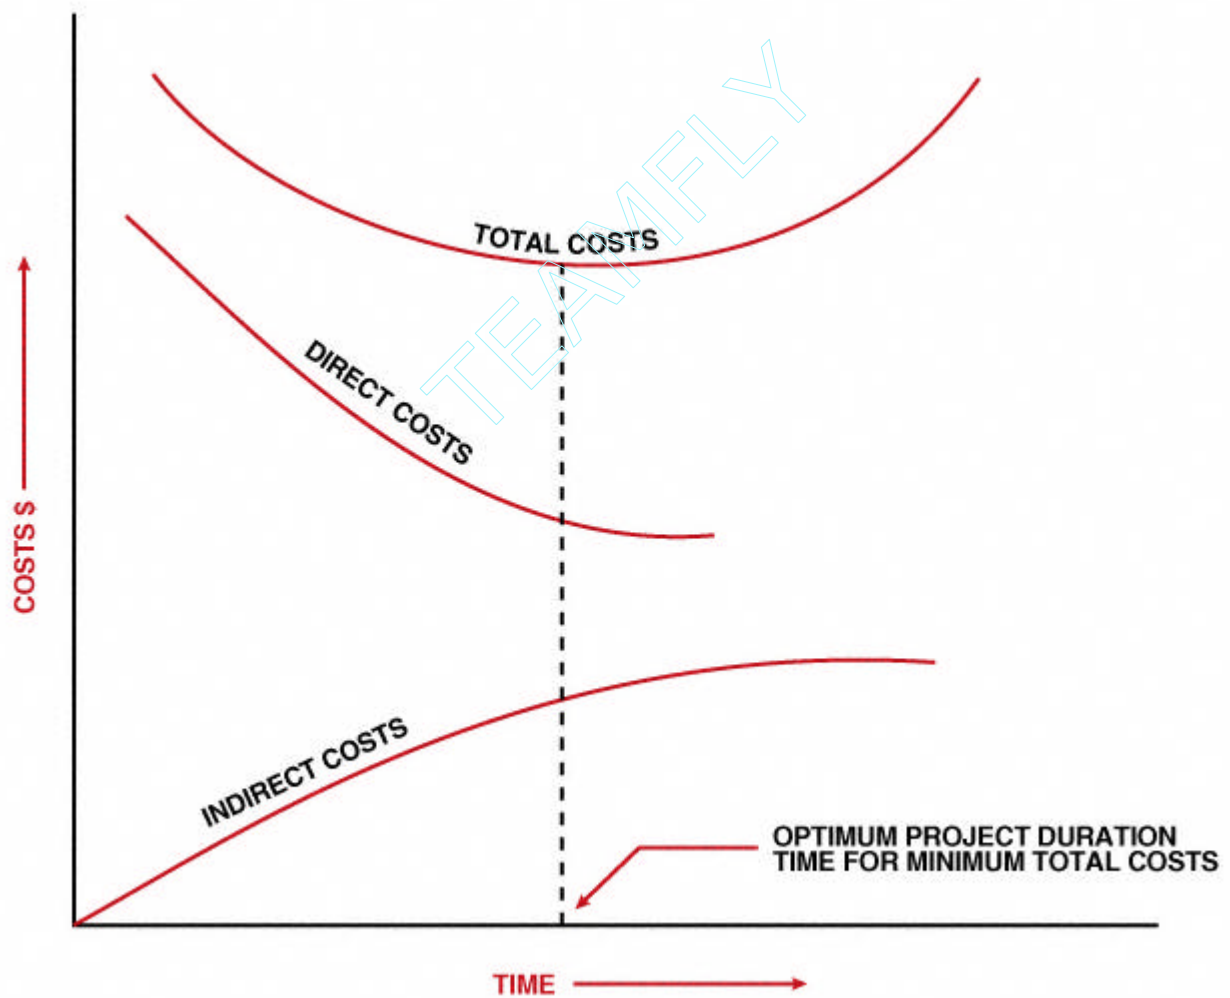 TEAMFLY
TOTAL COSTS
DIRECT COSTS
COSTS $
INDIRECT COSTS
OPTIMUM PROJECT DURATION
TIME FOR MINIMUM TOTAL COSTS
TIME